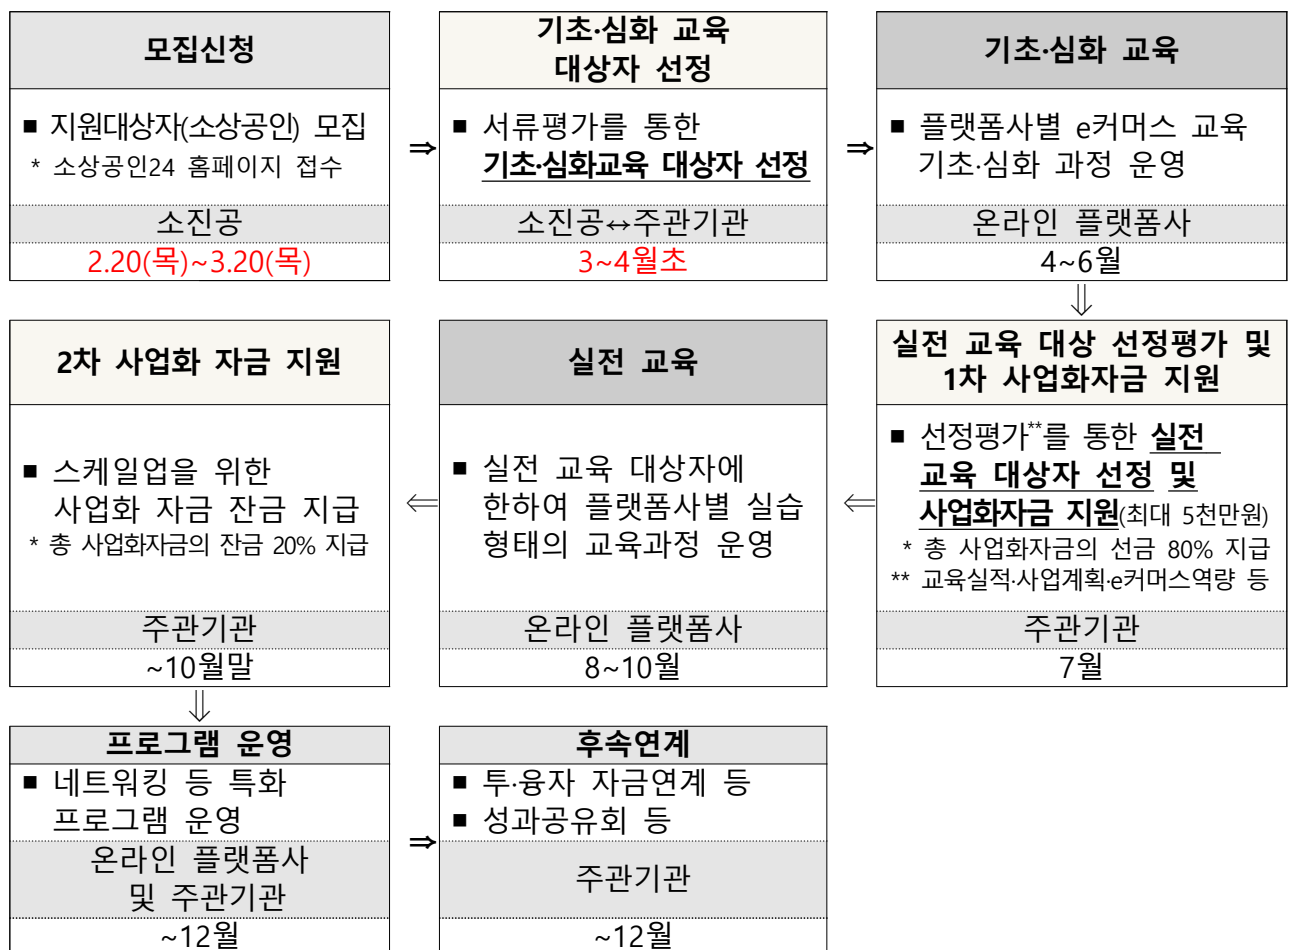 모집신청
■ 지원대상자(소상공인) 모집
* 소상공인24 홈페이지 접수
소진공
2.20(목)~3.20(목)
⇒
기초·심화 교육
대상자 선정
■ 서류평가를 통한
기초·심화교육 대상자 선정
소진공↔주관기관
3~4월초
⇒
기초·심화 교육
■ 플랫폼사별 e커머스 교육
기초·심화 과정 운영
온라인 플랫폼사
4~6월
⇓
실전 교육 대상 선정평가 및
1차 사업화자금 지원
■ 선정평가**를 통한 실전
교육 대상자 선정 및
사업화자금 지원(최대 5천만원)
* 총 사업화자금의 선금 80% 지급
** 교육실적·사업계획·e커머스역량 등
주관기관
7월
⇐
실전 교육
■ 실전 교육 대상자에
한하여 플랫폼사별 실습
형태의 교육과정 운영
온라인 플랫폼사
8~10월
⇐
2차 사업화 자금 지원
■ 스케일업을 위한
사업화 자금 잔금 지급
* 총 사업화자금의 잔금 20% 지급
주관기관
~10월말
⇓
프로그램 운영
■ 네트워킹 등 특화
프로그램 운영
온라인 플랫폼사
및 주관기관
~12월
⇒
후속연계
■ 투·융자 자금연계 등
■ 성과공유회 등
주관기관
~12월